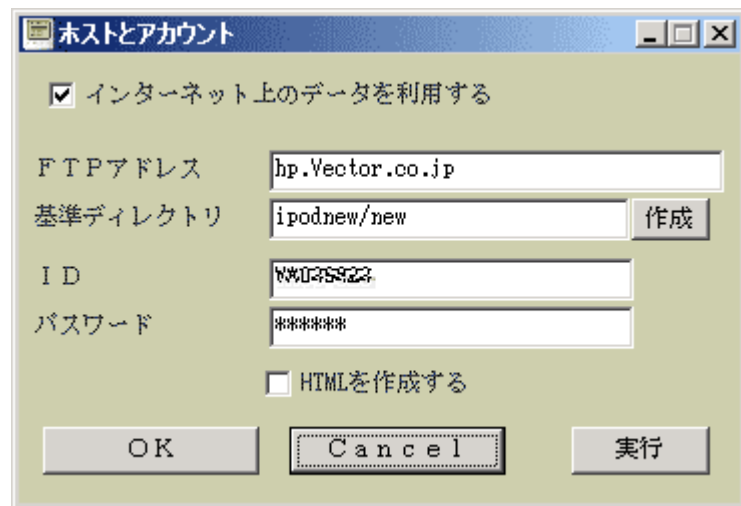 ホストとアカウント
インターネット上のデータを利用する
ＦＴＰアドレス hp.Vector.co.jp
基準ディレクトリ ipodnew/new 作成
ＩＤ
パスワード ******
HTMLを作成する
ＯＫ Ｃａｎｃｅｌ 実行